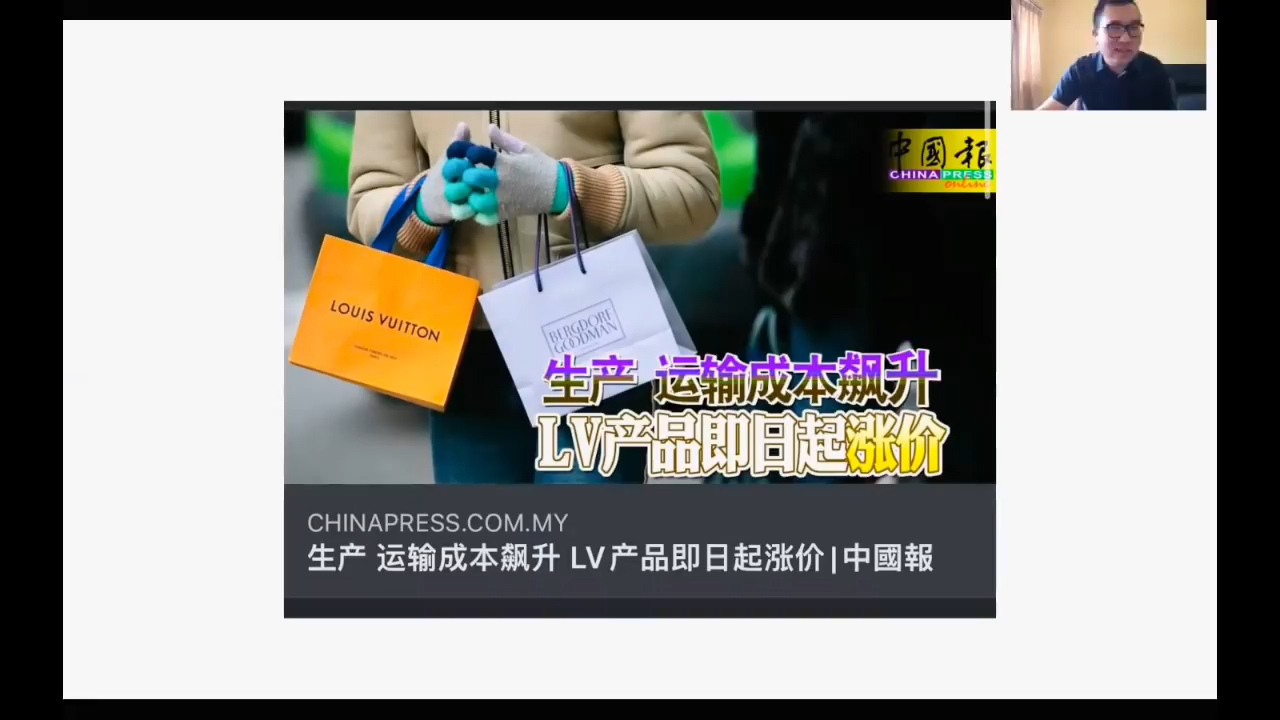 中國報
CHINA PRESS
online
LOUIS VUITTON
BERGDORF
GOODMAN
生产 运输成本飙升
LV产品即日起涨价
CHINAPRESS.COM.MY
生产 运输成本飙升 LV产品即日起涨价|中國報